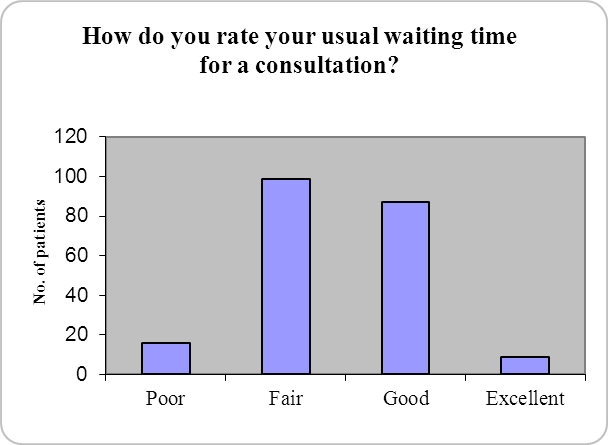 How do you rate your usual waiting time
for a consultation?
120
100
80
60
40
20
0
No. of patients
Poor Fair Good Excellent